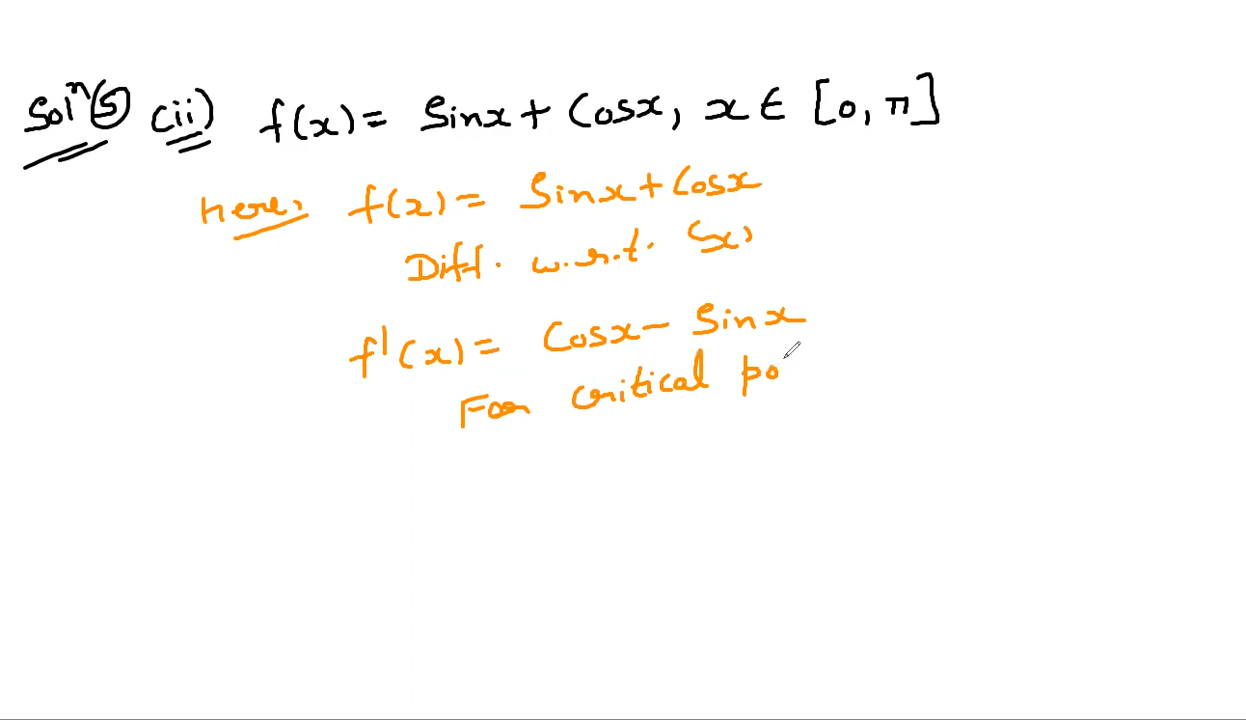 Solⁿ(5) (ii) f(x) = Sinx + Cosx, x ∈ [0, π]
here, f(x) = Sinx + Cosx
Diff. w.r.t. 'x'
f'(x) = Cosx - Sinx
For critical po